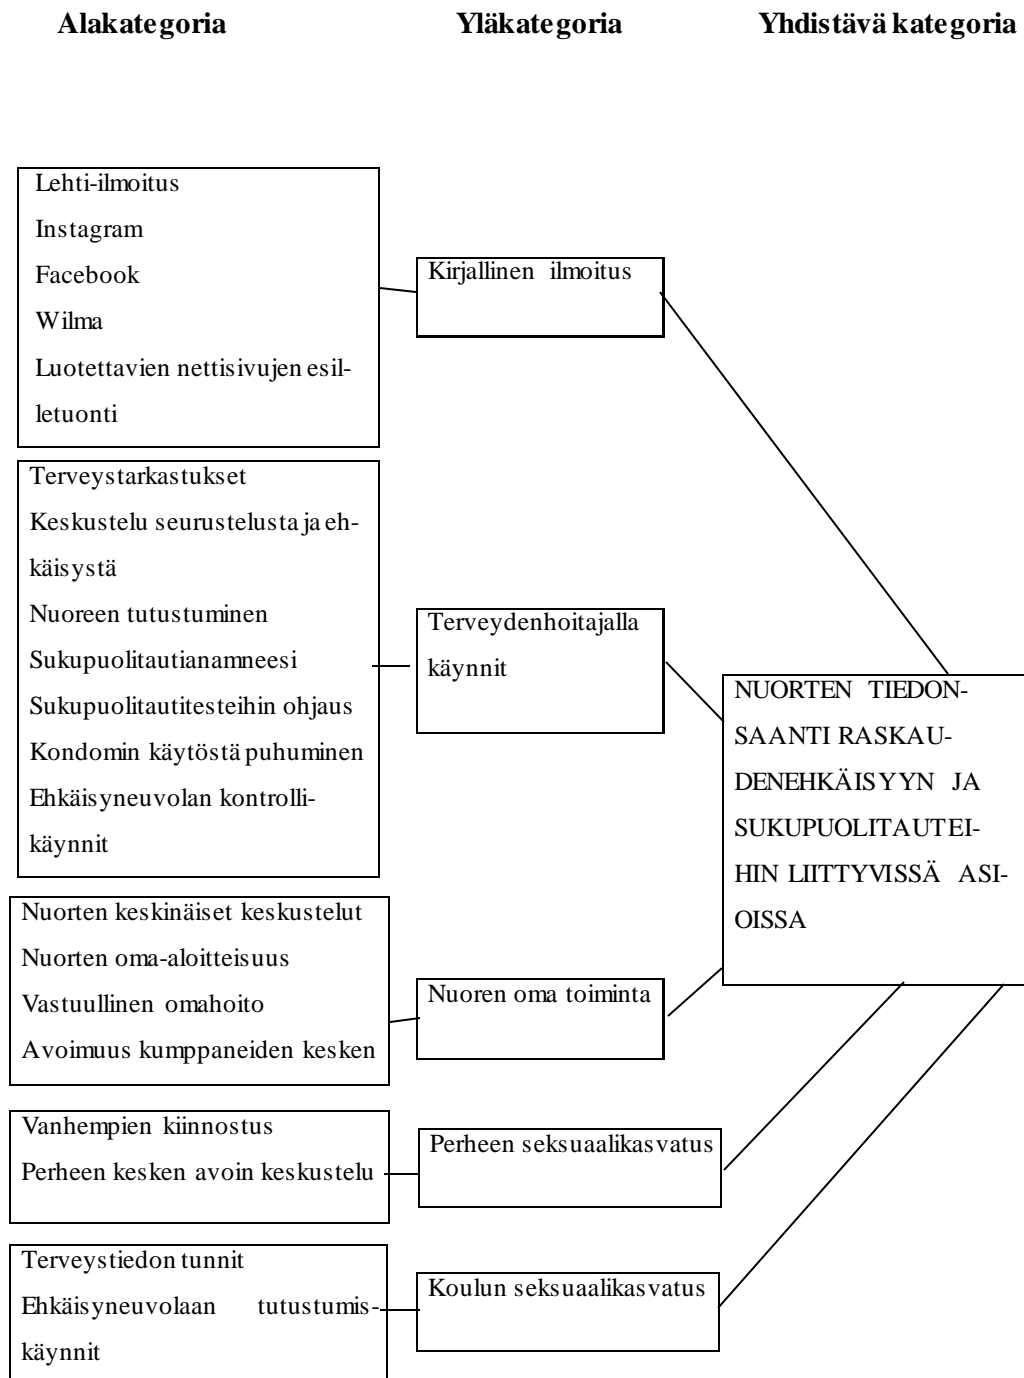 Alakategoria Yläkategoria Yhdistävä kategoria
Lehti-ilmoitus
Instagram
Facebook
Wilma
Luotettavien nettisivujen esil-
letuonti
Kirjallinen ilmoitus
Terveystarkastukset
Keskustelu seurustelusta ja eh-
käisystä
Nuoreen tutustuminen
Sukupuolitautianamneesi
Sukupuolitautitesteihin ohjaus
Kondomin käytöstä puhuminen
Ehkäisyneuvolan kontrolli-
käynnit
Terveydenhoitajalla
käynnit
NUORTEN TIEDON-
SAANTI RASKAU-
DENEHKÄISYYN JA
SUKUPUOLITAUTEI-
HIN LIITTYVISSÄ ASI-
OISSA
Nuorten keskinäiset keskustelut
Nuorten oma-aloitteisuus
Vastuullinen omahoito
Avoimuus kumppaneiden kesken
Nuoren oma toiminta
Vanhempien kiinnostus
Perheen kesken avoin keskustelu
Perheen seksuaalikasvatus
Terveystiedon tunnit
Ehkäisyneuvolaan tutustumis-
käynnit
Koulun seksuaalikasvatus